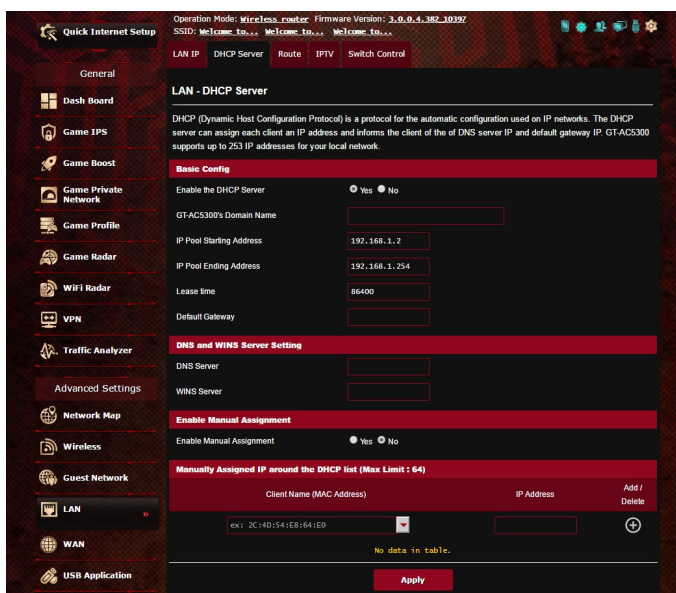 Quick Internet Setup
General
Dash Board
Game IPS
Game Boost
Game Private
Network
Game Profile
Game Radar
WiFi Radar
VPN
Traffic Analyzer
Advanced Settings
Network Map
Wireless
Guest Network
LAN
WAN
USB Application
Operation Mode: Wireless router Firmware Version: 3.0.0.4.382_10397
SSID: Welcome to... Welcome to... Welcome to...
LAN IP DHCP Server Route IPTV Switch Control
LAN - DHCP Server
DHCP (Dynamic Host Configuration Protocol) is a protocol for the automatic configuration used on IP networks. The DHCP
server can assign each client an IP address and informs the client of the of DNS server IP and default gateway IP. GT-AC5300
supports up to 253 IP addresses for your local network.
Basic Config
Enable the DHCP Server Yes No
GT-AC5300's Domain Name
IP Pool Starting Address 192.168.1.2
IP Pool Ending Address 192.168.1.254
Lease time 86400
Default Gateway
DNS and WINS Server Setting
DNS Server
WINS Server
Enable Manual Assignment
Enable Manual Assignment Yes No
Manually Assigned IP around the DHCP list (Max Limit : 64)
Client Name (MAC Address) IP Address Add /
Delete
ex: 2C:4D:54:E8:64:E0
No data in table.
Apply